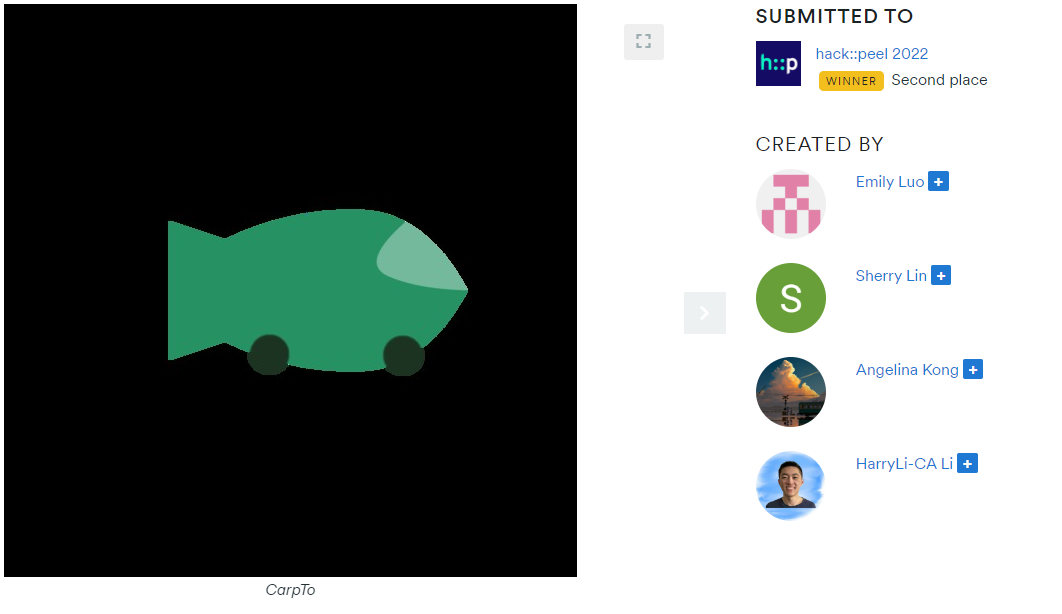 CarpTo
SUBMITTED TO
h::p
hack::peel 2022
WINNER Second place
CREATED BY
Emily Luo +
S
Sherry Lin +
Angelina Kong +
HarryLi-CA Li +